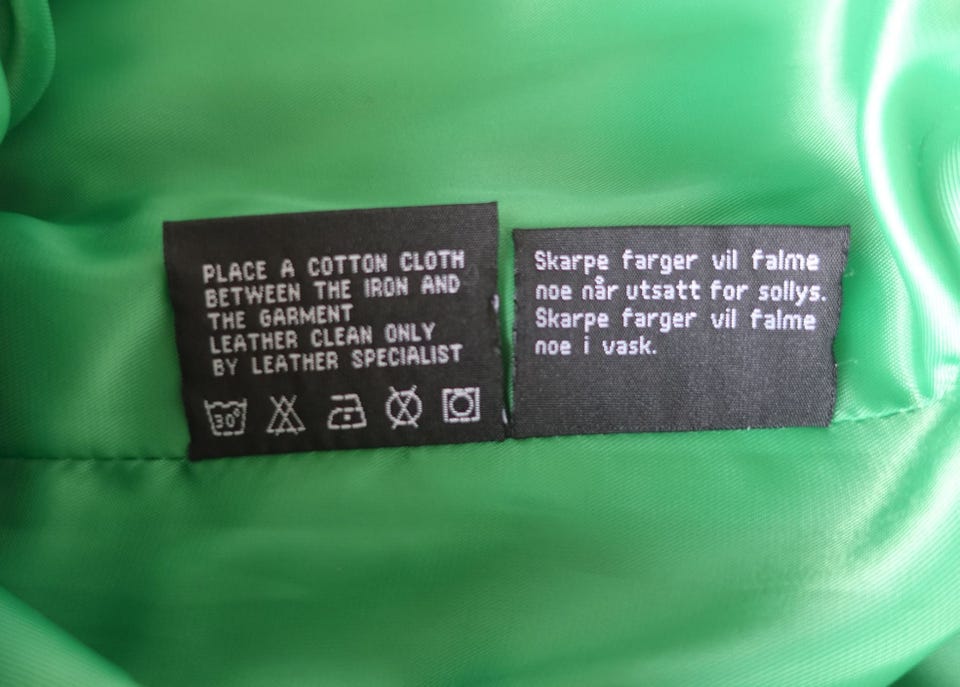 PLACE A COTTON CLOTH
BETWEEN THE IRON AND
THE GARMENT
LEATHER CLEAN ONLY
BY LEATHER SPECIALIST
30°
Skarpe farger vil falme
noe når utsatt for sollys.
Skarpe farger vil falme
noe i vask.